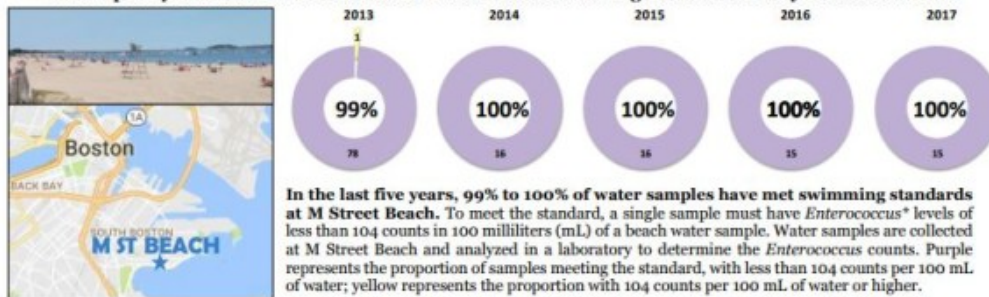 2013 2014 2015 2016 2017
1
99% 100% 100% 100% 100%
78 16 16 15 15
1A
Boston
BACK BAY
SOUTH BOSTON
M ST BEACH
In the last five years, 99% to 100% of water samples have met swimming standards
at M Street Beach. To meet the standard, a single sample must have Enterococcus* levels of
less than 104 counts in 100 milliliters (mL) of a beach water sample. Water samples are collected
at M Street Beach and analyzed in a laboratory to determine the Enterococcus counts. Purple
represents the proportion of samples meeting the standard, with less than 104 counts per 100 mL
of water; yellow represents the proportion with 104 counts per 100 mL of water or higher.